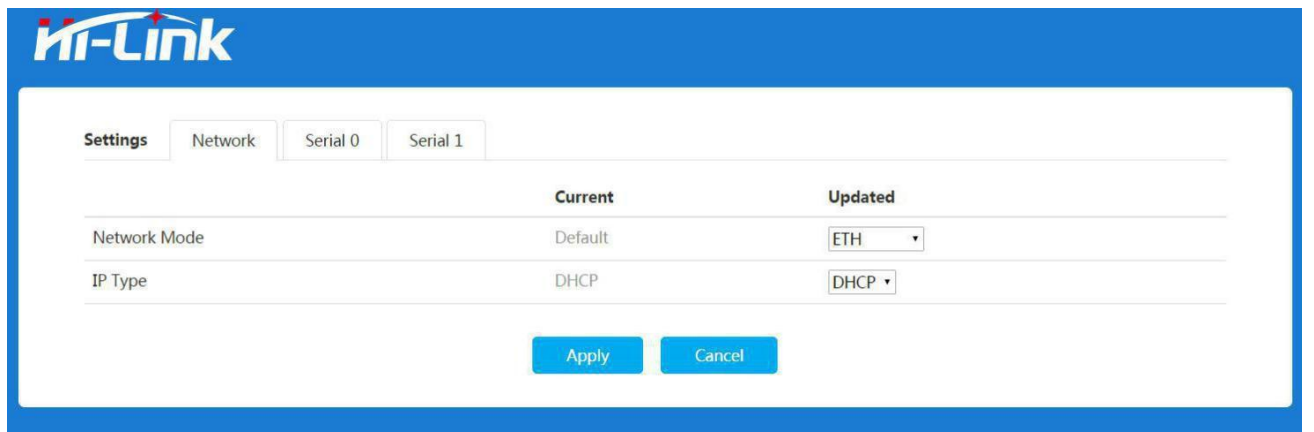 Hi-Link
Settings Network Serial 0 Serial 1
Current Updated
Network Mode Default ETH
IP Type DHCP DHCP
Apply Cancel